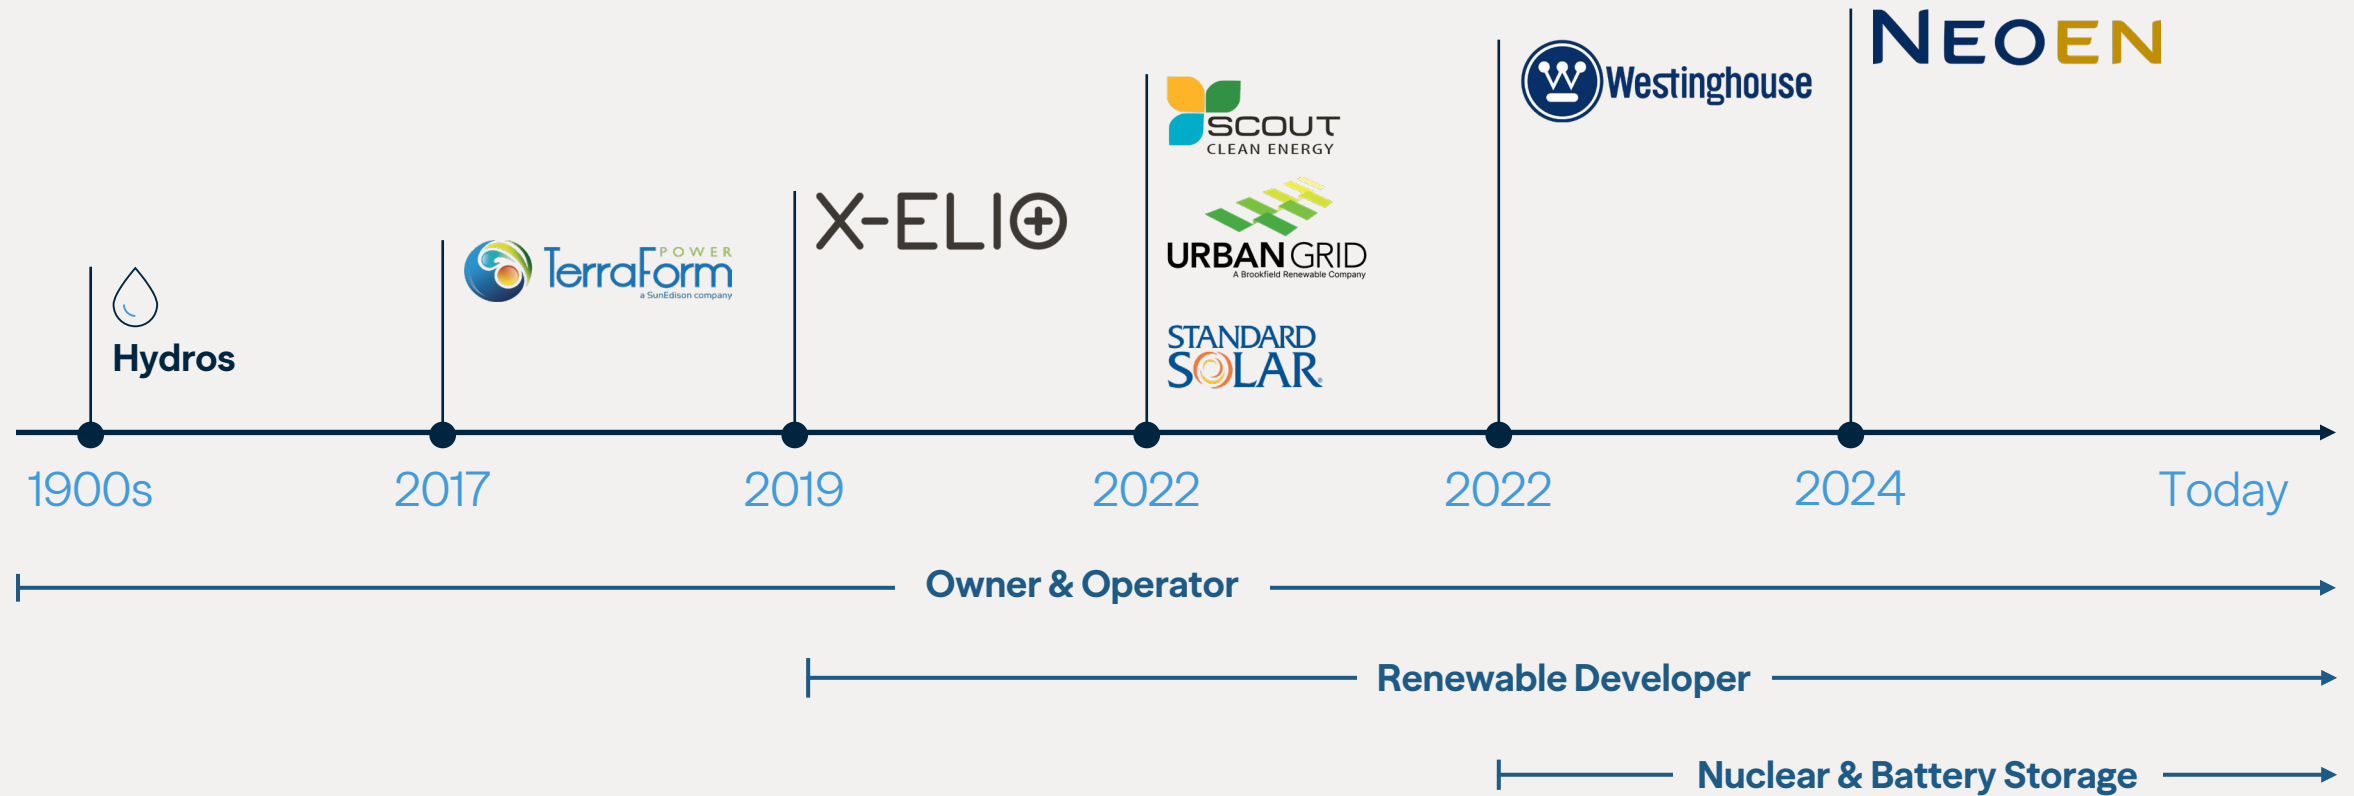 Hydros
POWER
TerraForm
a SunEdison company
X-ELIO
SCOUT
CLEAN ENERGY
URBAN GRID
A Brookfield Renewable Company
STANDARD
SOLAR
Westinghouse
NEOEN
1900s
2017
2019
2022
2022
2024
Today
Owner & Operator
Renewable Developer
Nuclear & Battery Storage